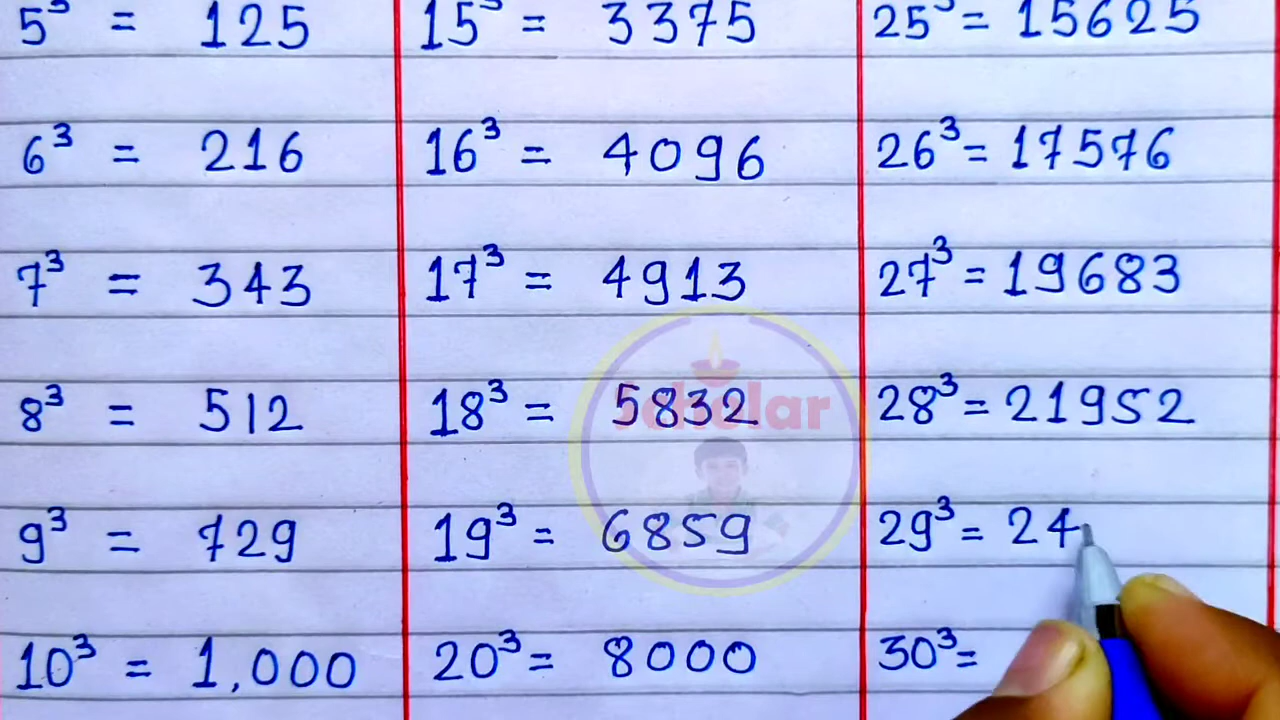 5³ = 125 15³ = 3375 25³ = 15625
6³ = 216 16³ = 4096 26³ = 17576
7³ = 343 17³ = 4913 27³ = 19683
8³ = 512 18³ = 5832 28³ = 21952
Scholar
9³ = 729 19³ = 6859 29³ = 24
10³ = 1,000 20³ = 8000 30³ =